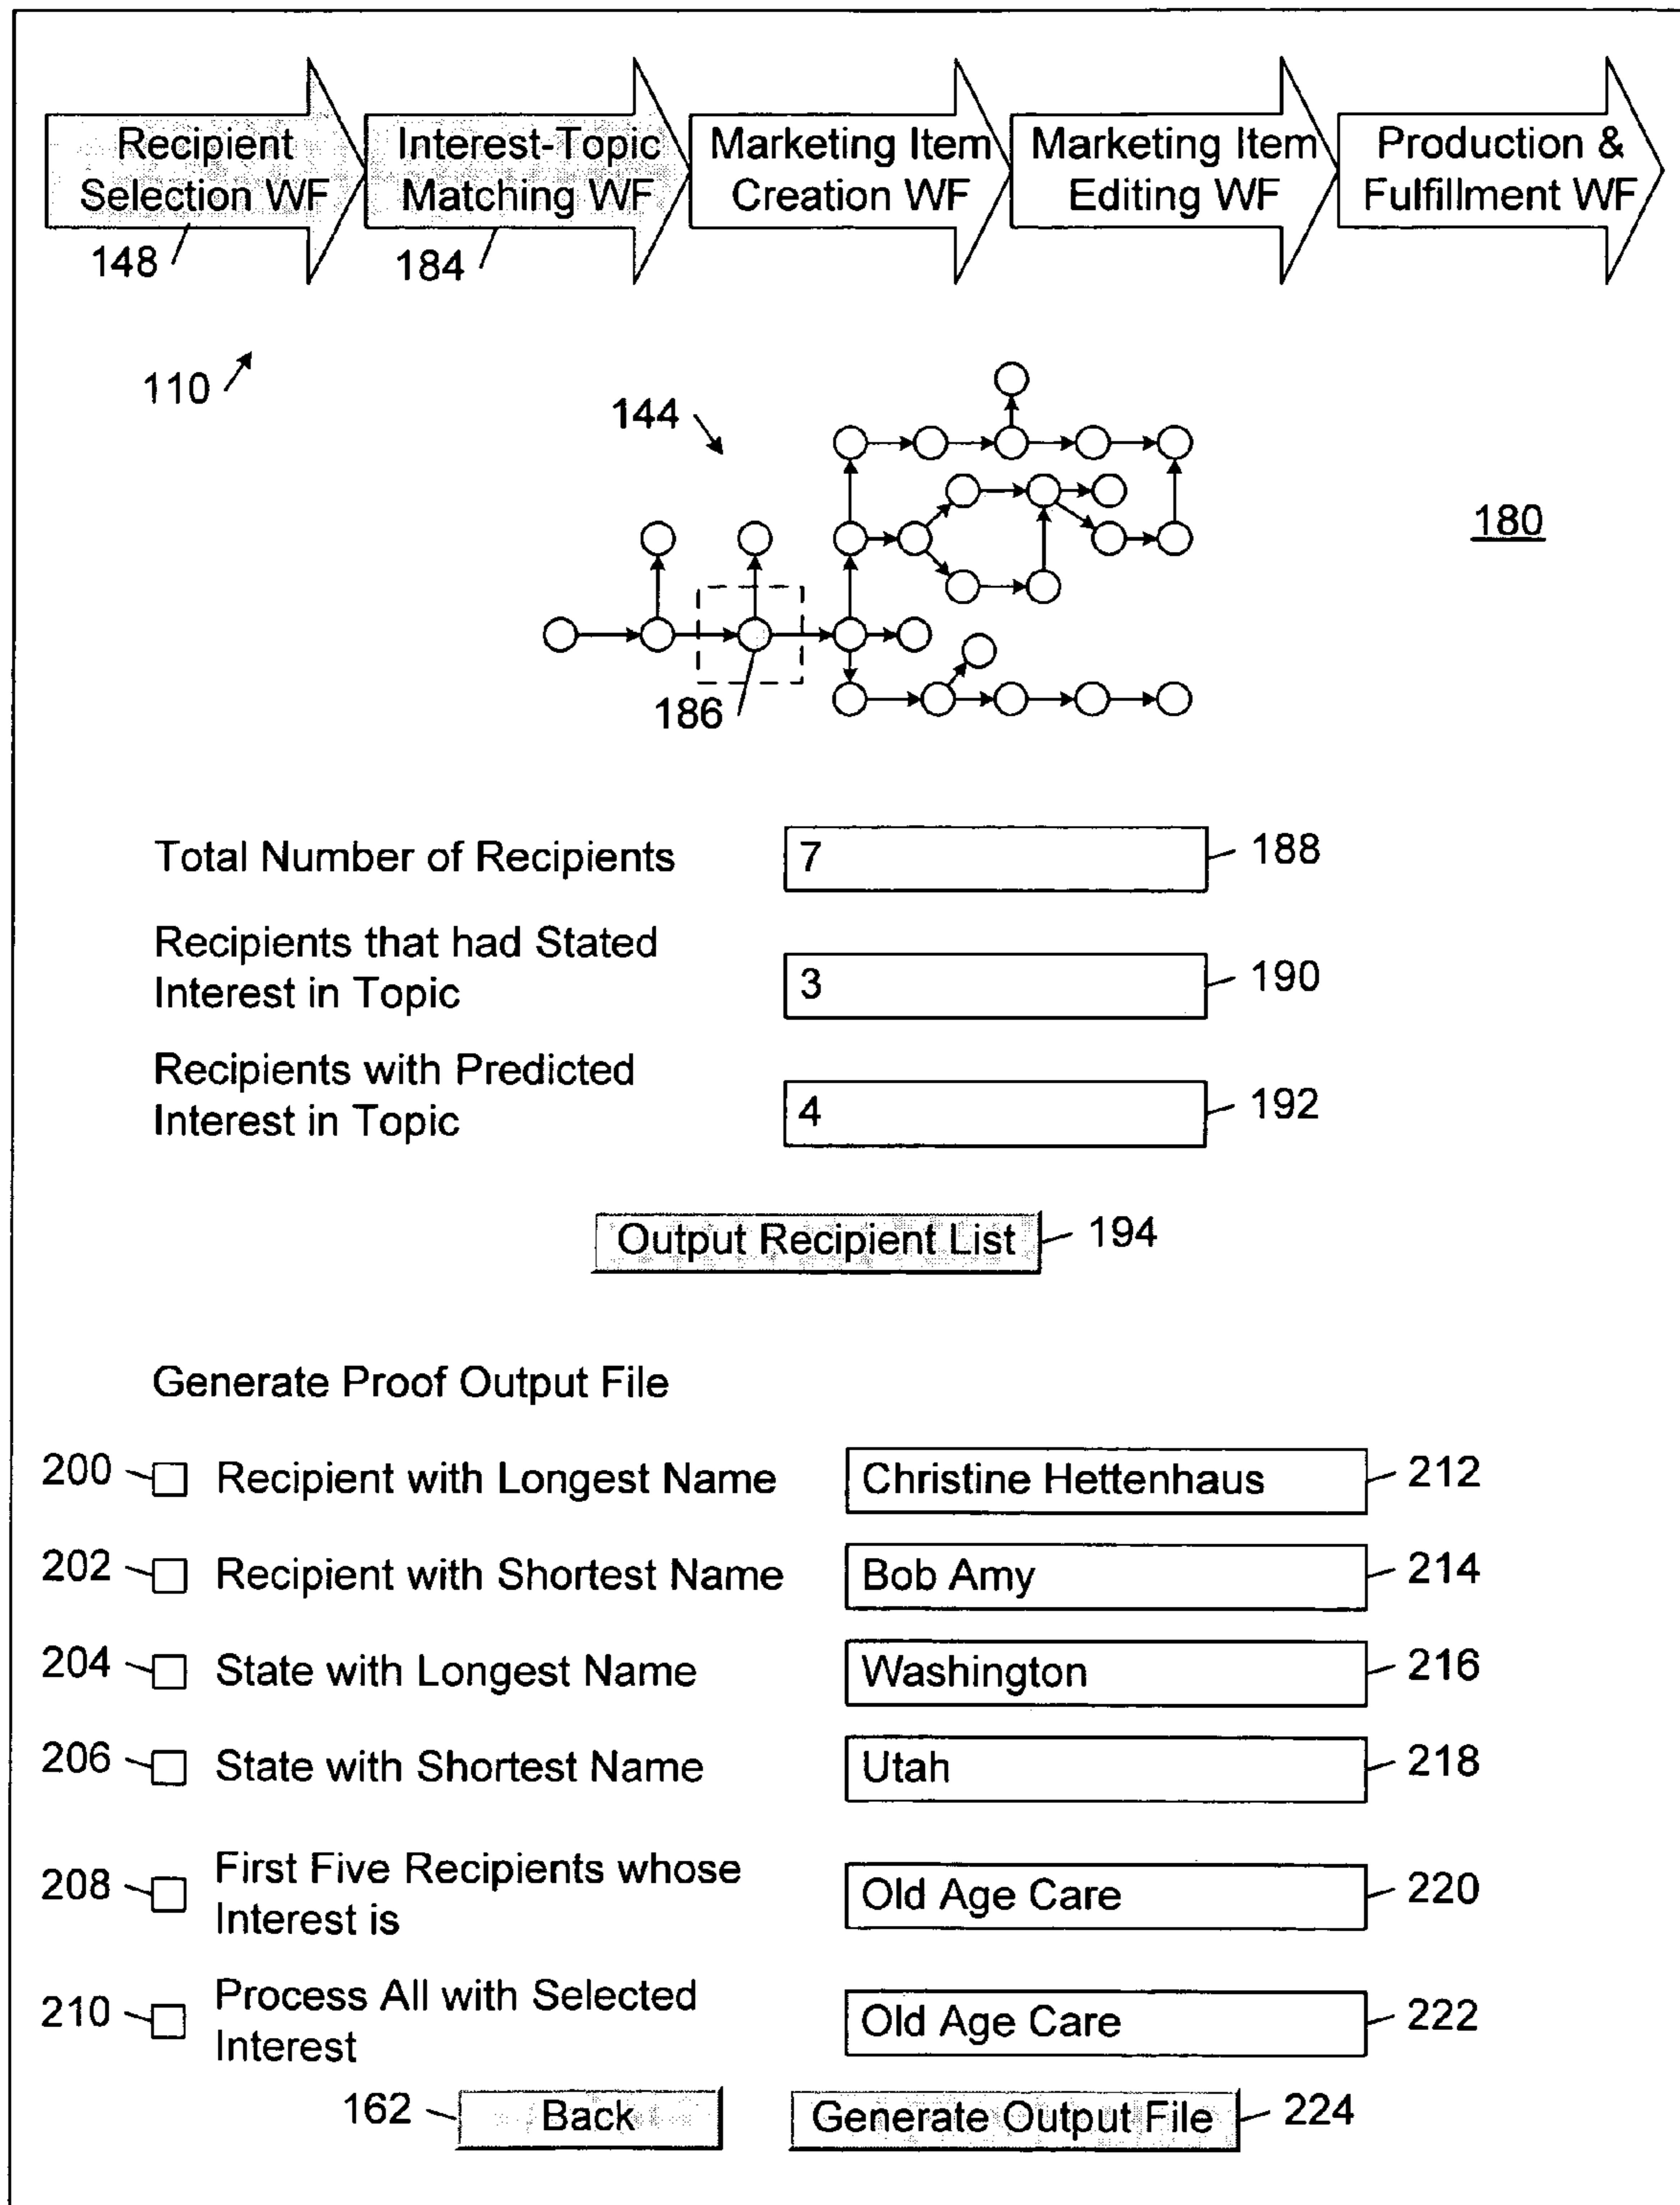 Recipient
Selection WF
Interest-Topic
Matching WF
Marketing Item
Creation WF
Marketing Item
Editing WF
Production &
Fulfillment WF
148
184
110
144
180
186
Total Number of Recipients
7
188
Recipients that had Stated
Interest in Topic
3
190
Recipients with Predicted
Interest in Topic
4
192
Output Recipient List
194
Generate Proof Output File
200
Recipient with Longest Name
Christine Hettenhaus
212
202
Recipient with Shortest Name
Bob Amy
214
204
State with Longest Name
Washington
216
206
State with Shortest Name
Utah
218
208
First Five Recipients whose
Interest is
Old Age Care
220
210
Process All with Selected
Interest
Old Age Care
222
162
Back
Generate Output File
224